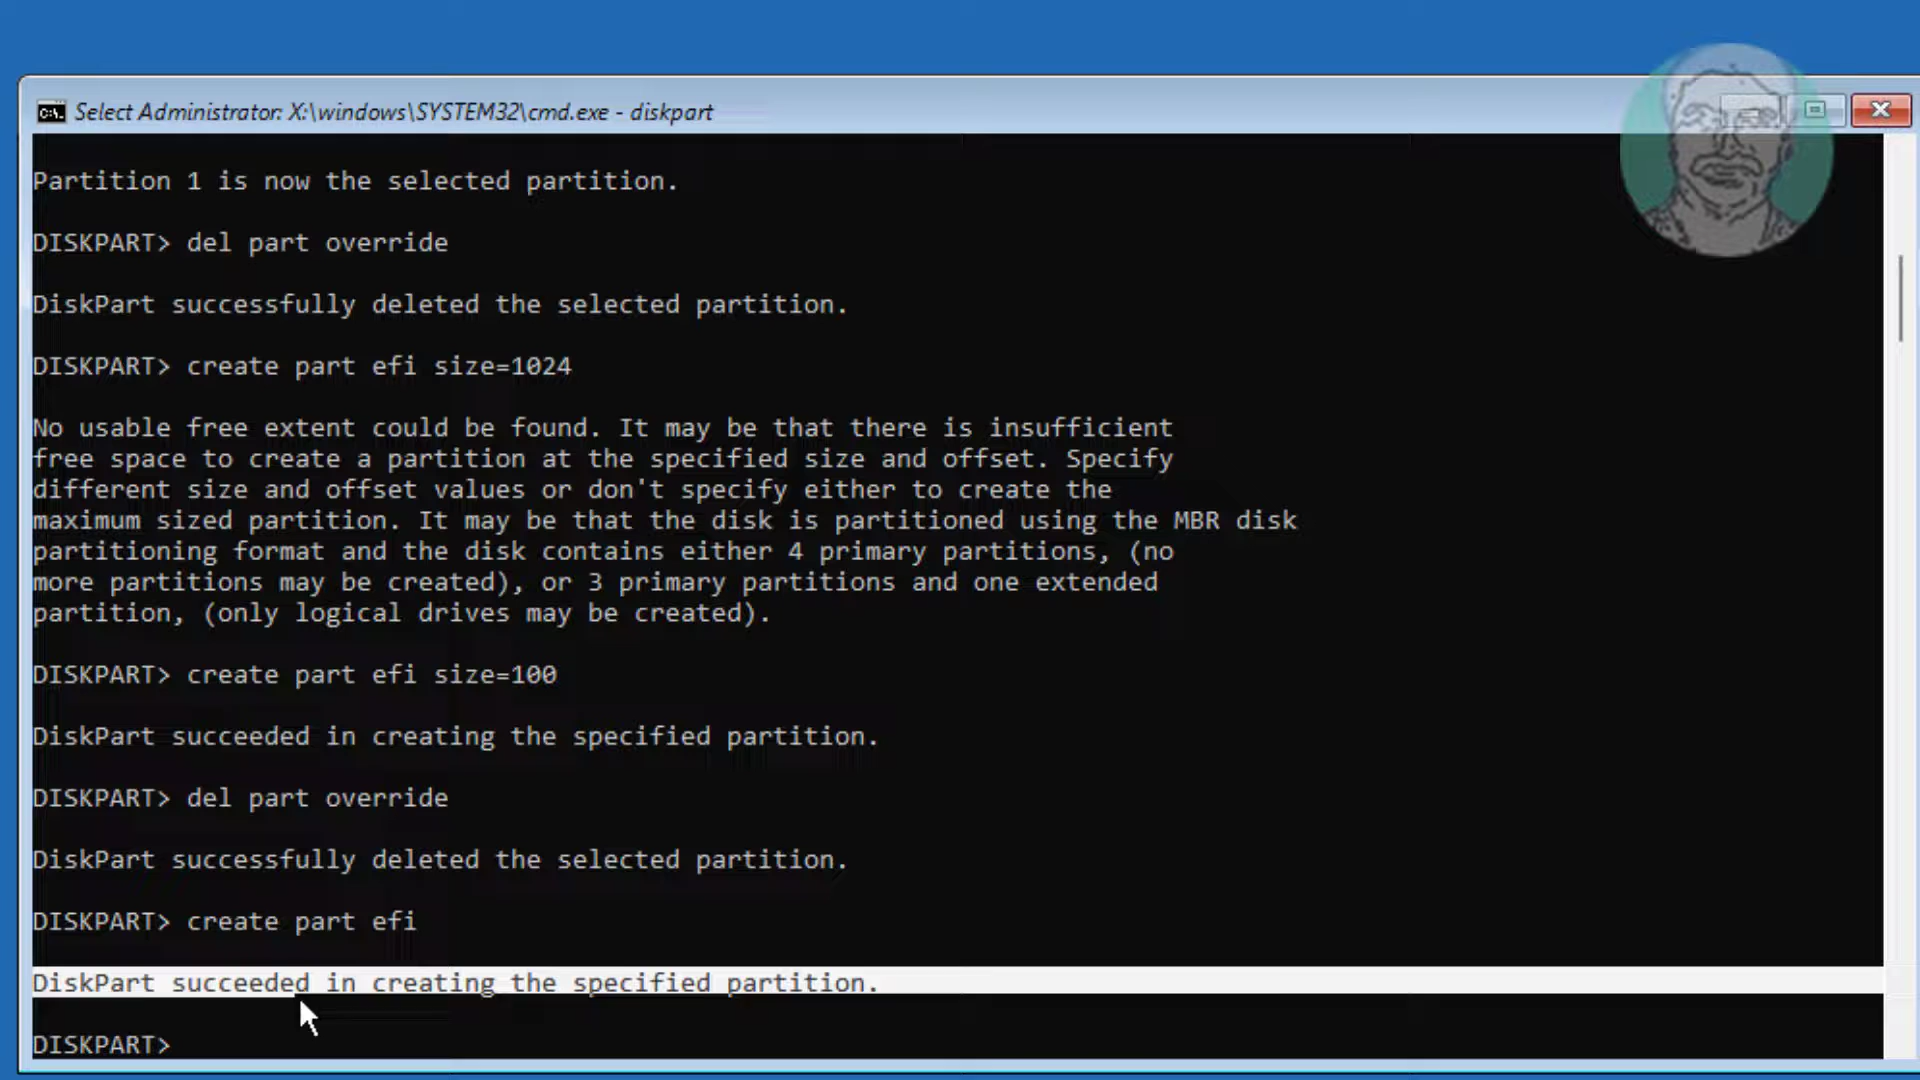 Select Administrator: X:\windows\SYSTEM32\cmd.exe - diskpart
Partition 1 is now the selected partition.
DISKPART> del part override
DiskPart successfully deleted the selected partition.
DISKPART> create part efi size=1024
No usable free extent could be found. It may be that there is insufficient
free space to create a partition at the specified size and offset. Specify
different size and offset values or don't specify either to create the
maximum sized partition. It may be that the disk is partitioned using the MBR disk
partitioning format and the disk contains either 4 primary partitions, (no
more partitions may be created), or 3 primary partitions and one extended
partition, (only logical drives may be created).
DISKPART> create part efi size=100
DiskPart succeeded in creating the specified partition.
DISKPART> del part override
DiskPart successfully deleted the selected partition.
DISKPART> create part efi
DiskPart succeeded in creating the specified partition.
DISKPART>